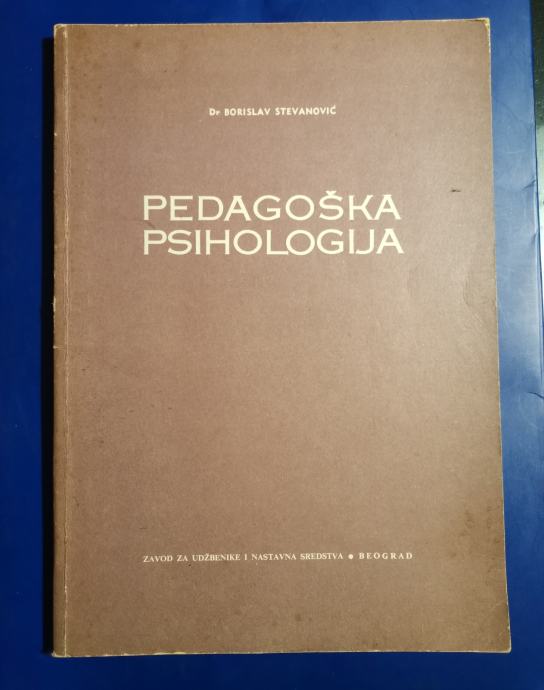 Dr BORISLAV STEVANOVIĆ
PEDAGOŠKA
PSIHOLOGIJA
ZAVOD ZA UDŽBENIKE I NASTAVNA SREDSTVA ● BEOGRAD